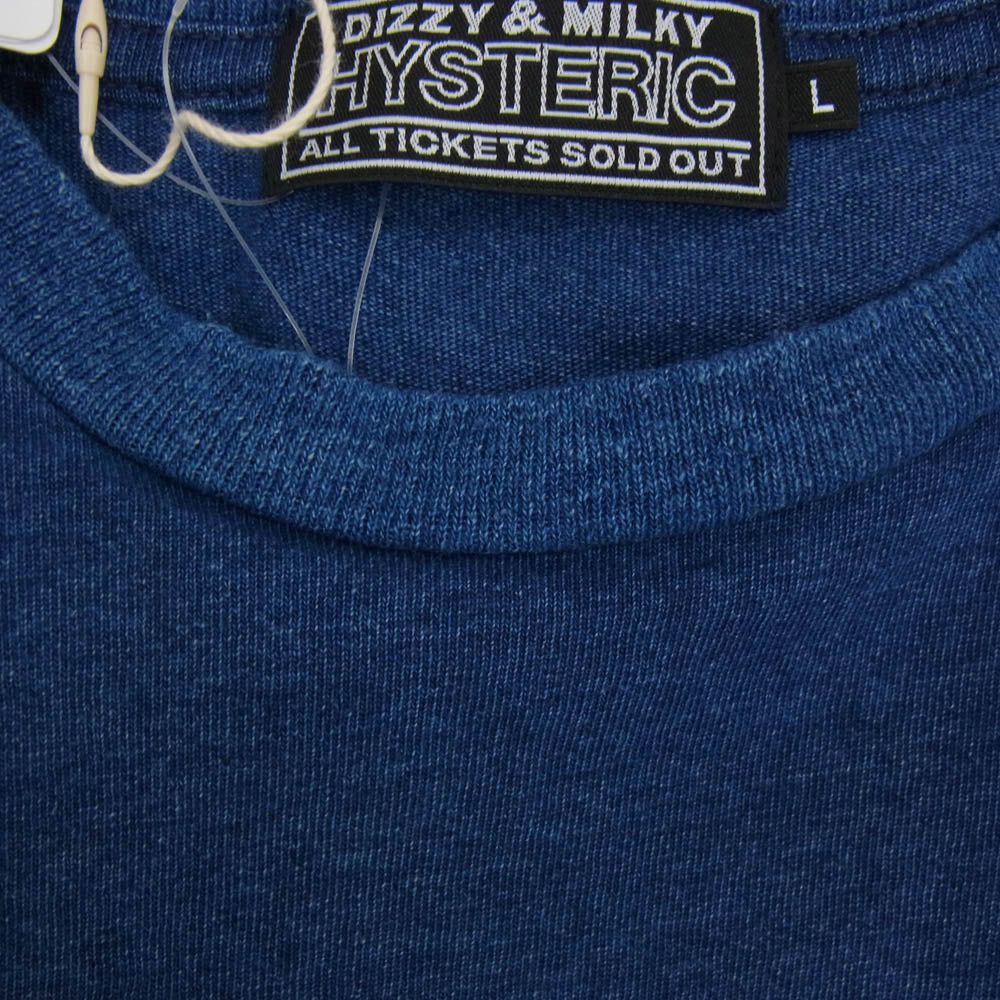 DIZZY & MILKY
HYSTERIC
ALL TICKETS SOLD OUT
L